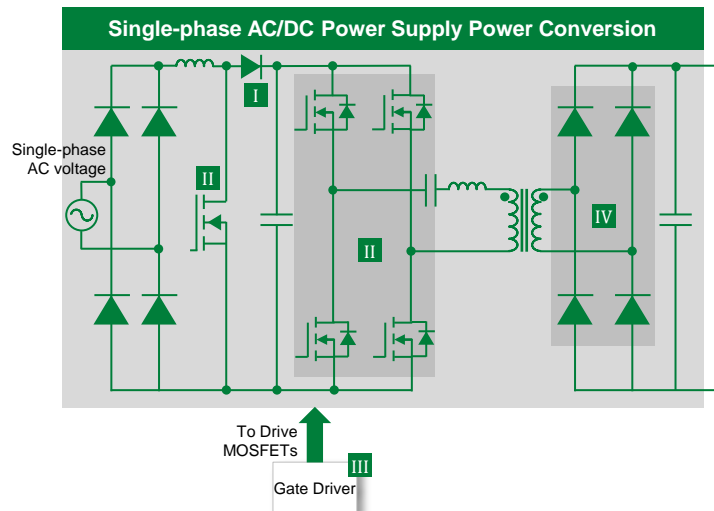 Single-phase AC/DC Power Supply Power Conversion
I
Single-phase
AC voltage
II
II
IV
To Drive
MOSFETs
III
Gate Driver